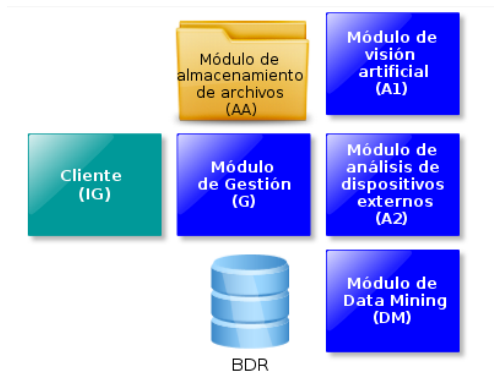 Módulo de
almacenamiento
de archivos
(AA)
Módulo de
visión
artificial
(A1)
Cliente
(IG)
Módulo
de Gestión
(G)
Módulo de
análisis de
dispositivos
externos
(A2)
Módulo de
Data Mining
(DM)
BDR